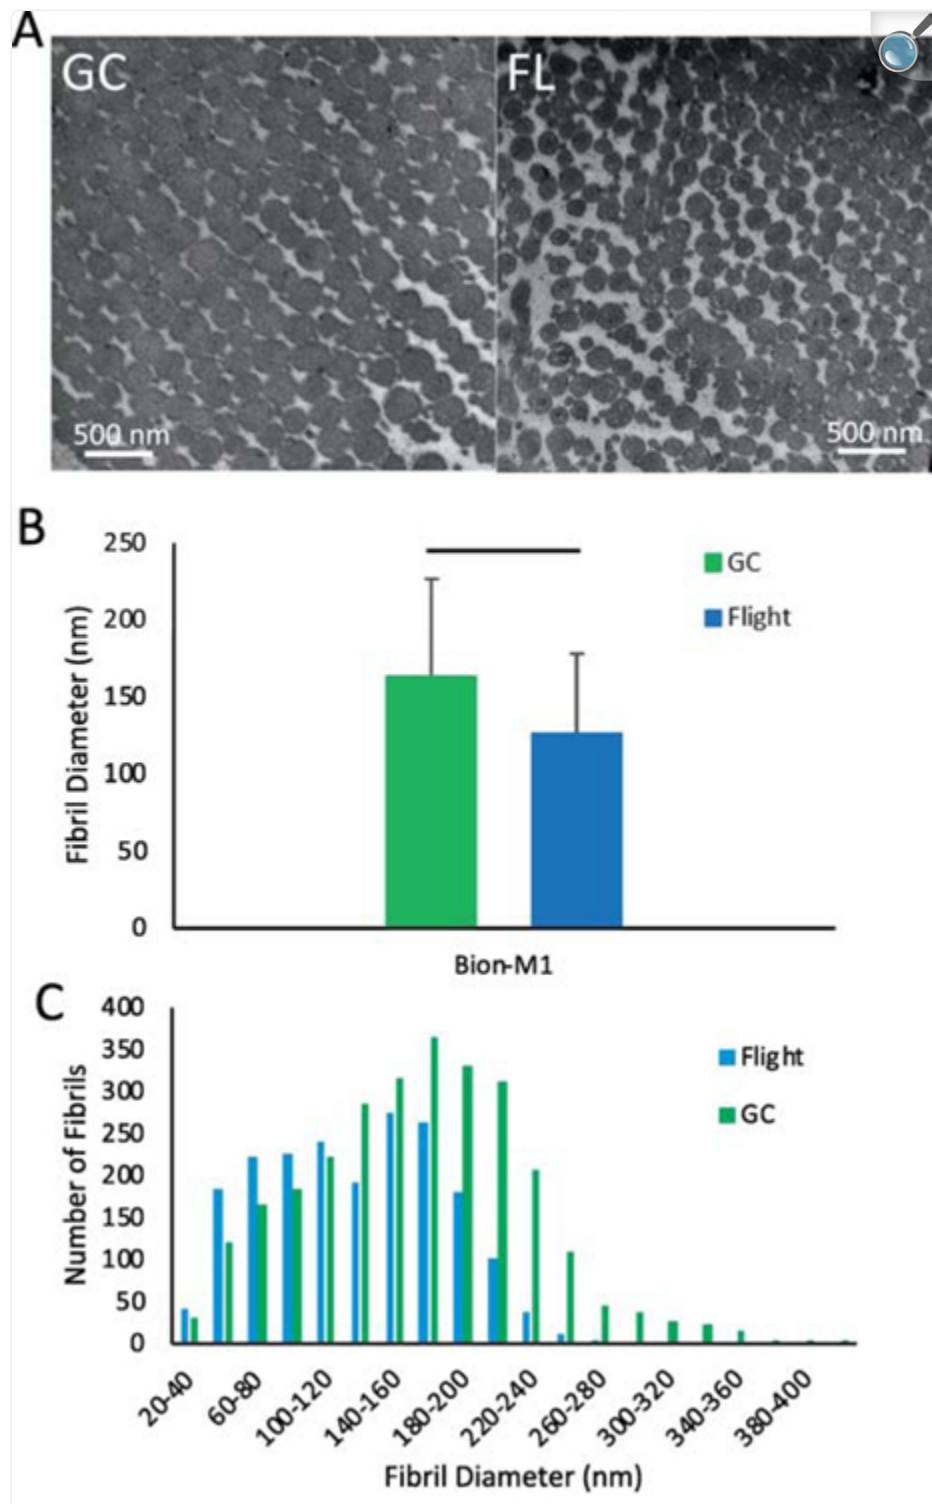 A
GC
FL
500 nm
500 nm
B
250
200
150
100
50
0
Fibril Diameter (nm)
GC
Flight
Bion-M1
C
400
350
300
250
200
150
100
50
0
Number of Fibrils
Flight
GC
20-40
60-80
100-120
140-160
180-200
220-240
260-280
300-320
340-360
380-400
Fibril Diameter (nm)